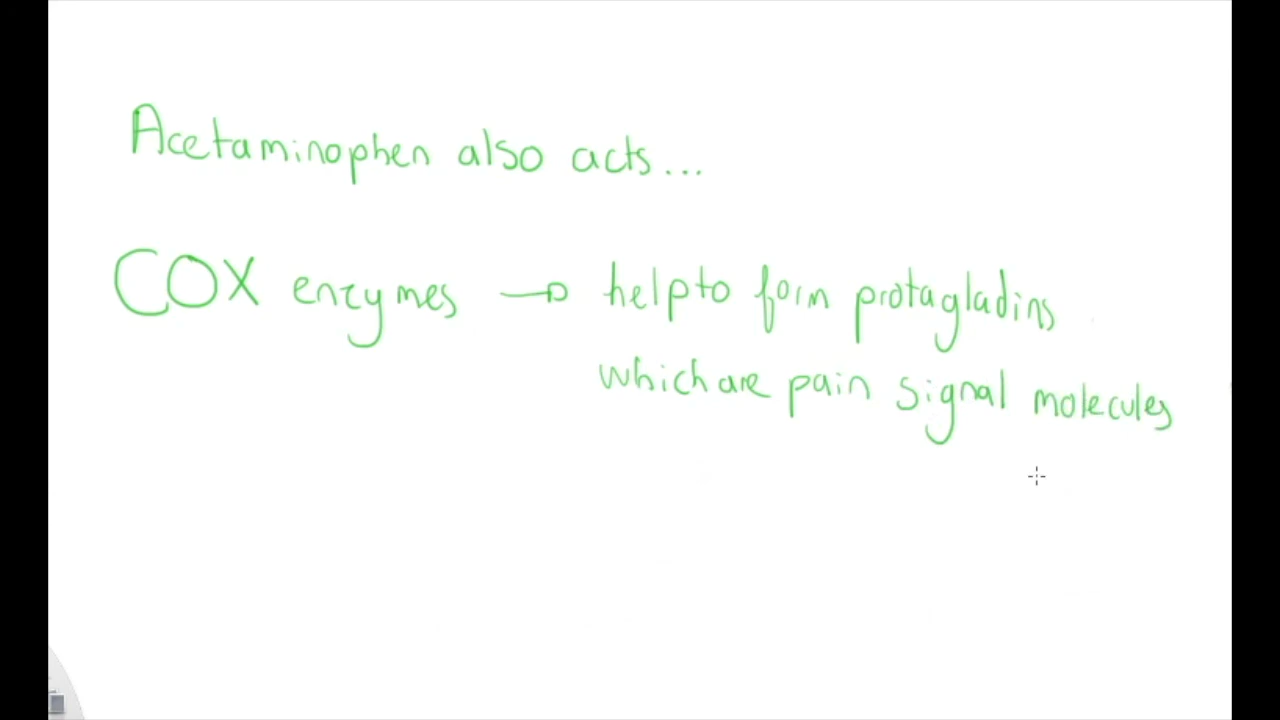 Acetaminophen also acts...
COX enzymes → help to form protagladins
which are pain signal molecules